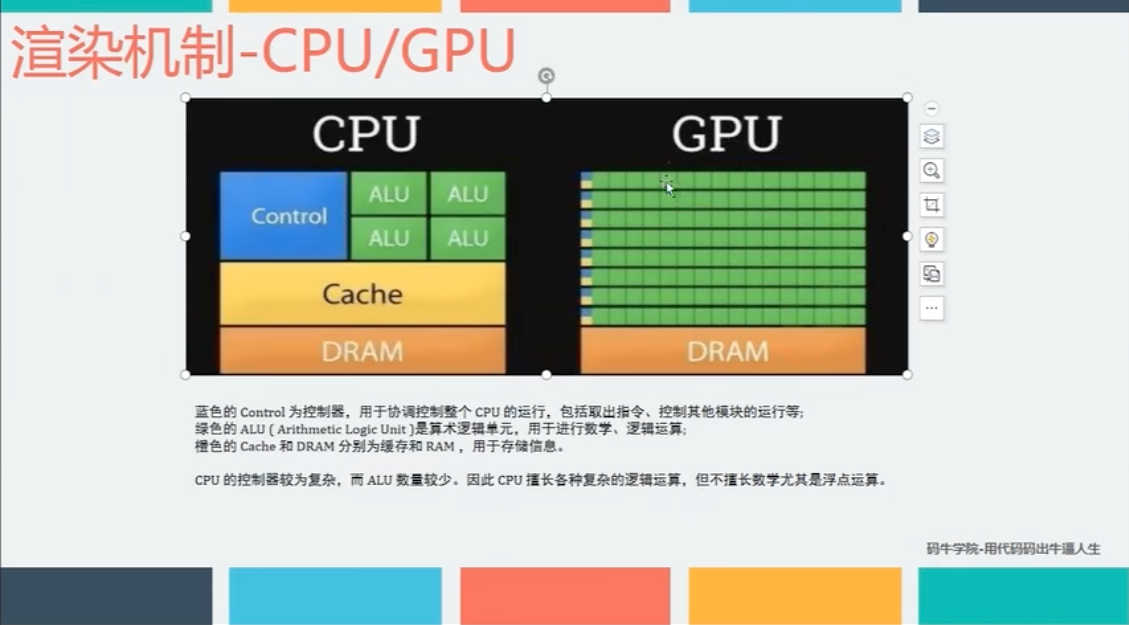 渲染机制-CPU/GPU
CPU
GPU
Control
ALU
ALU
ALU
ALU
Cache
DRAM
DRAM
蓝色的 Control 为控制器，用于协调控制整个 CPU 的运行，包括取出指令、控制其他模块的运行等;
绿色的 ALU ( Arithmetic Logic Unit )是算术逻辑单元，用于进行数学、逻辑运算;
橙色的 Cache 和 DRAM 分别为缓存和 RAM ，用于存储信息。
CPU 的控制器较为复杂，而 ALU 数量较少。因此 CPU 擅长各种复杂的逻辑运算，但不擅长数学尤其是浮点运算。
码牛学院-用代码码出牛逼人生